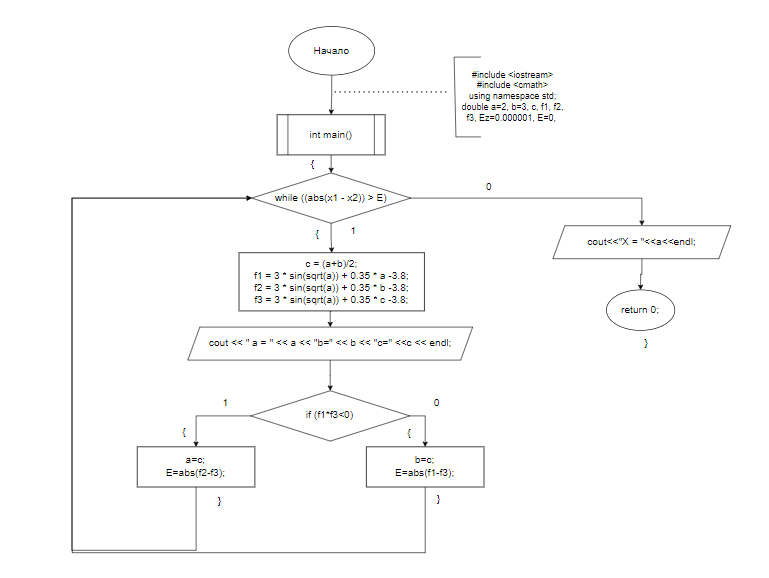 Начало
#include <iostream>
#include <cmath>
using namespace std;
double a=2, b=3, c, f1, f2,
f3, Ez=0.000001, E=0,
int main()
{
while ((abs(x1 - x2)) > E)
0
{
1
cout<<"X = "<<a<<endl;
c = (a+b)/2;
f1 = 3 * sin(sqrt(a)) + 0.35 * a -3.8;
f2 = 3 * sin(sqrt(a)) + 0.35 * b -3.8;
f3 = 3 * sin(sqrt(a)) + 0.35 * c -3.8;
return 0;
}
cout << " a = " << a << "b=" << b << "c=" <<c << endl;
1
0
if (f1*f3<0)
{
{
a=c;
E=abs(f2-f3);
b=c;
E=abs(f1-f3);
}
}